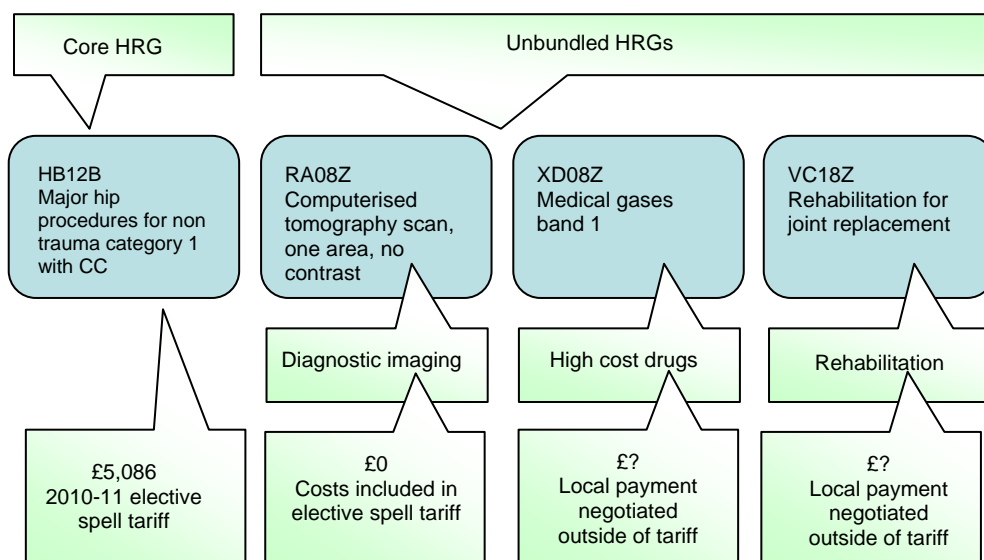 Core HRG
Unbundled HRGs
HB12B
Major hip
procedures for non
trauma category 1
with CC
RA08Z
Computerised
tomography scan,
one area, no
contrast
XD08Z
Medical gases
band 1
VC18Z
Rehabilitation for
joint replacement
Diagnostic imaging
High cost drugs
Rehabilitation
£5,086
2010-11 elective
spell tariff
£0
Costs included in
elective spell tariff
£?
Local payment
negotiated
outside of tariff
£?
Local payment
negotiated
outside of tariff